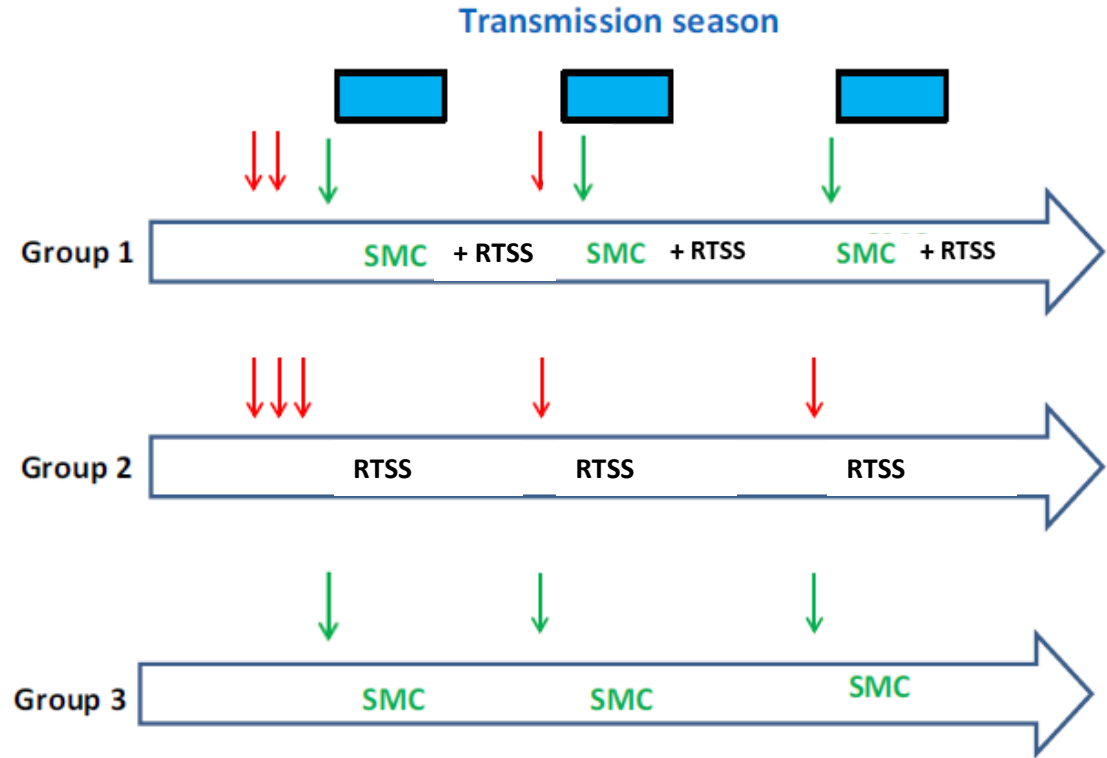 Transmission season
Group 1 SMC + RTSS SMC + RTSS SMC + RTSS
Group 2 RTSS RTSS RTSS
Group 3 SMC SMC SMC